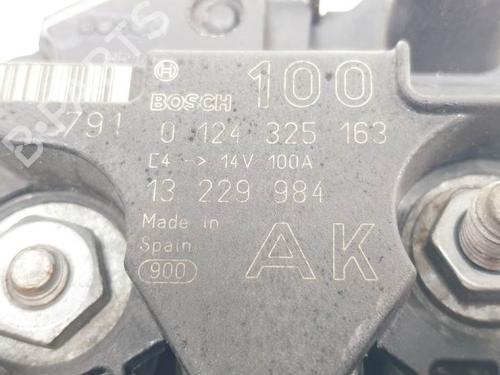 BOSCH 100
791 0 124 325 163
E4 -> 14V 100A
13 229 984
Made in
Spain AK
900
B-PARTS